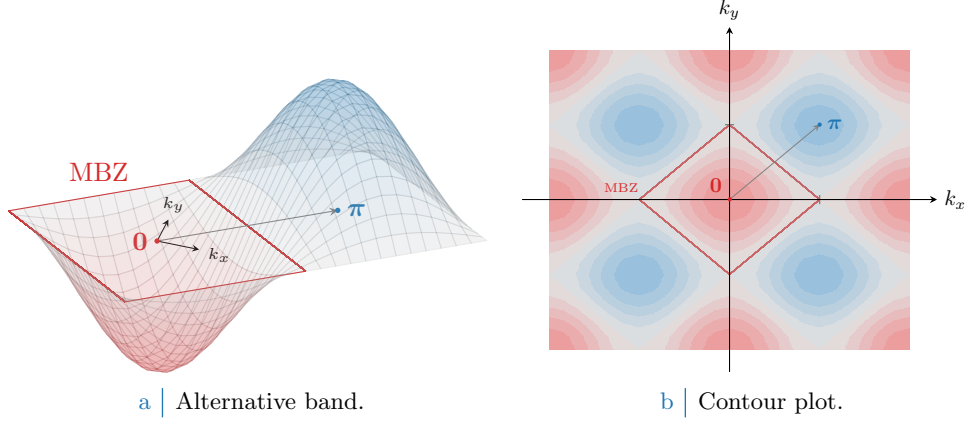 MBZ
k_y
0
π
k_x
a | Alternative band.
k_y
π
0
MBZ
k_x
b | Contour plot.